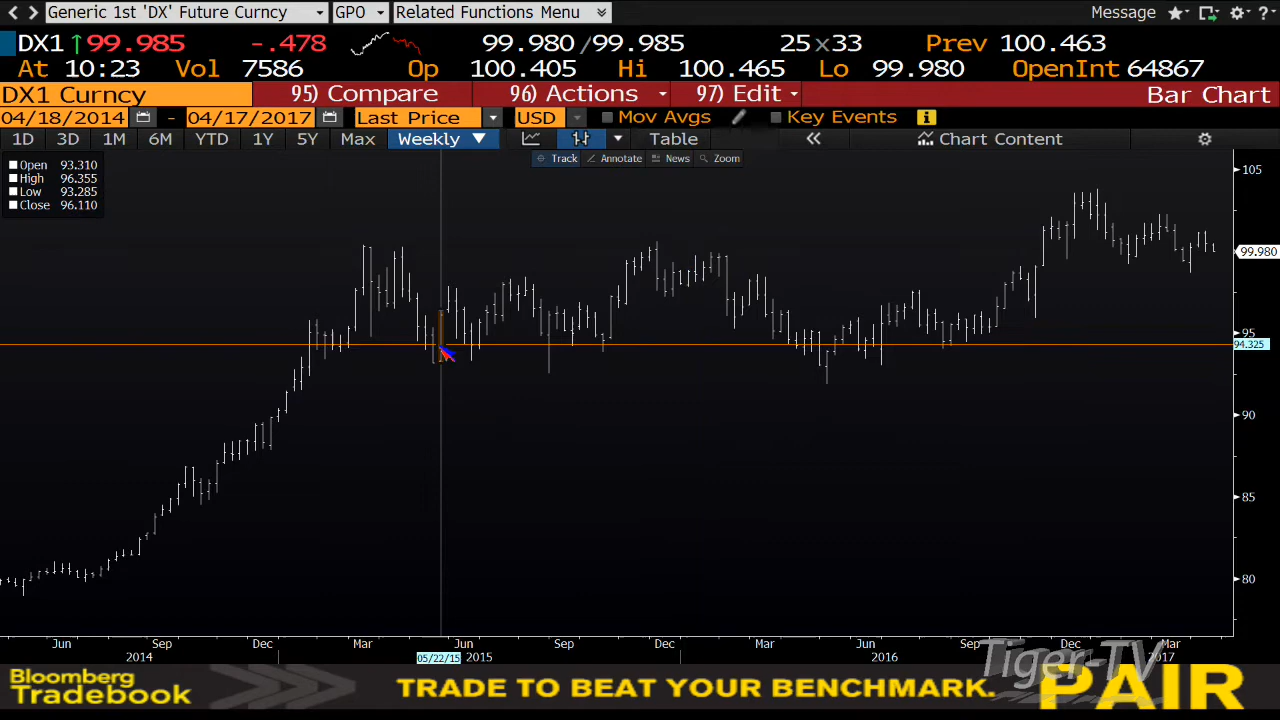 Generic 1st 'DX' Future Curncy GPO Related Functions Menu Message
DX1 ↑99.985 -.478 99.980/99.985 25x33 Prev 100.463
At 10:23 Vol 7586 Op 100.405 Hi 100.465 Lo 99.980 OpenInt 64867
DX1 Curncy 95) Compare 96) Actions 97) Edit Bar Chart
04/18/2014 - 04/17/2017 Last Price USD Mov Avgs Key Events
1D 3D 1M 6M YTD 1Y 5Y Max Weekly Table Chart Content
Track Annotate News Zoom
Open 93.310
High 96.355
Low 93.285
Close 96.110
105
99.980
95
94.325
90
85
80
Jun Sep Dec Mar Jun Sep Dec Mar Sep Dec Mar
2014 05/22/15 2015 2016 2017
Tiger-TV
Bloomberg
Tradebook
TRADE TO BEAT YOUR BENCHMARK.
PAIR